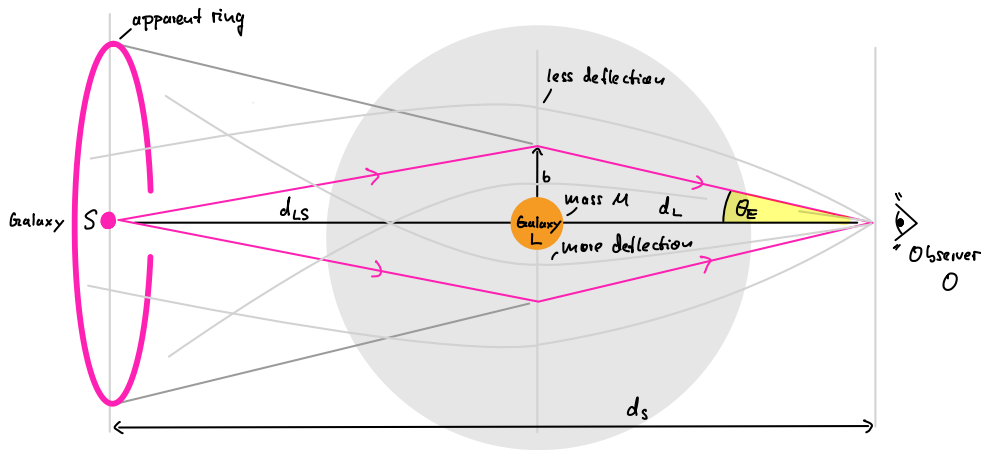 apparent ring
less deflection
b
mass M
Galaxy S
d_LS
d_L
θ_E
Galaxy
L
more deflection
Observer
O
d_S